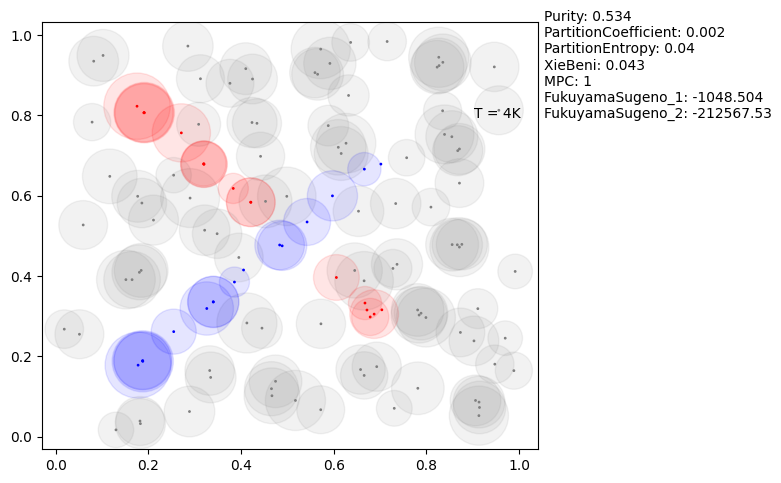 Purity: 0.534
PartitionCoefficient: 0.002
PartitionEntropy: 0.04
XieBeni: 0.043
MPC: 1
FukuyamaSugeno_1: -1048.504
FukuyamaSugeno_2: -212567.53
T = 4K
1.0
0.8
0.6
0.4
0.2
0.0
0.0 0.2 0.4 0.6 0.8 1.0